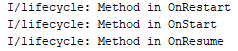 I/lifecycle: Method in OnRestart
I/lifecycle: Method in OnStart
I/lifecycle: Method in OnResume